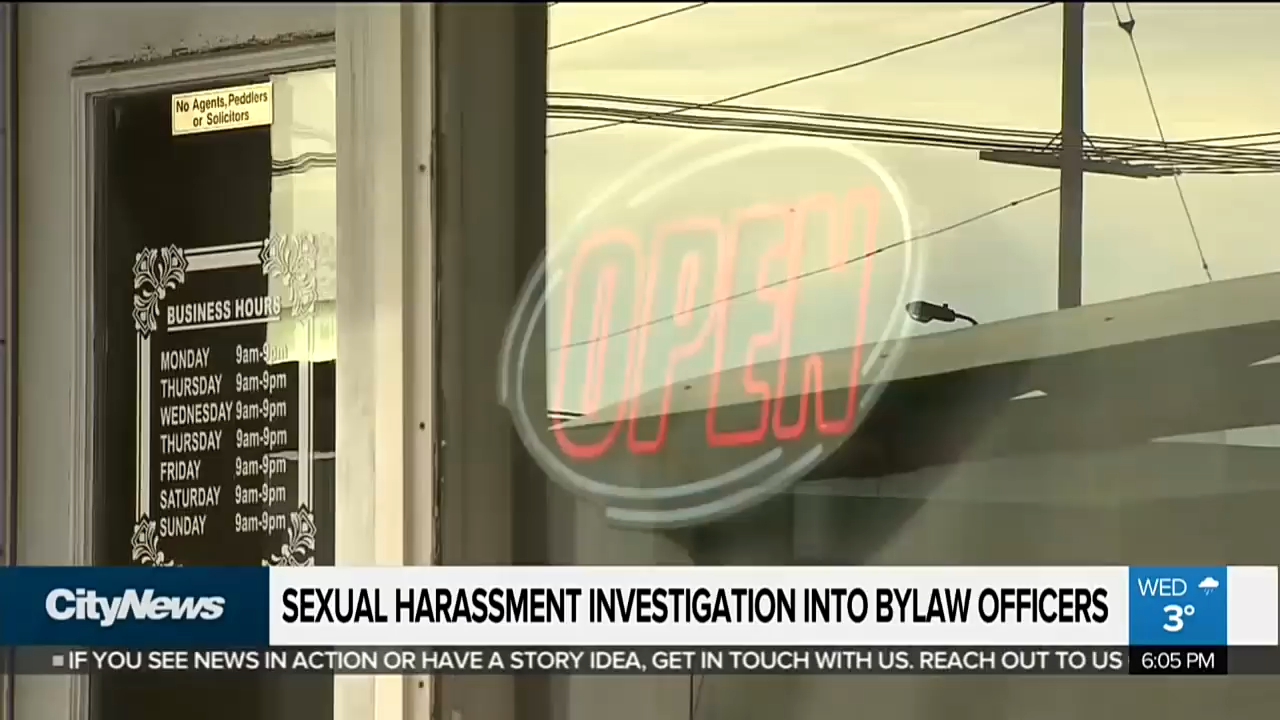 No Agents, Peddlers
or Solicitors
BUSINESS HOURS
MONDAY 9am-9pm
THURSDAY 9am-9pm
WEDNESDAY 9am-9pm
THURSDAY 9am-9pm
FRIDAY 9am-9pm
SATURDAY 9am-9pm
SUNDAY 9am-9pm
OPEN
CityNews
SEXUAL HARASSMENT INVESTIGATION INTO BYLAW OFFICERS
WED
3°
IF YOU SEE NEWS IN ACTION OR HAVE A STORY IDEA, GET IN TOUCH WITH US. REACH OUT TO US
6:05 PM